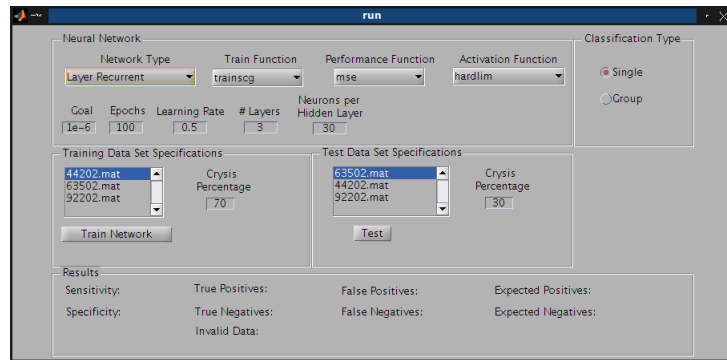 run
Neural Network
Classification Type
Network Type Train Function Performance Function Activation Function
Layer Recurrent trainscg mse hardlim
Single
Group
Goal Epochs Learning Rate # Layers Neurons per Hidden Layer
1e-6 100 0.5 3 30
Training Data Set Specifications
44202.mat
63502.mat
92202.mat
Crysis
Percentage
70
Train Network
Test Data Set Specifications
63502.mat
44202.mat
92202.mat
Crysis
Percentage
30
Test
Results
Sensitivity: True Positives: False Positives: Expected Positives:
Specificity: True Negatives: False Negatives: Expected Negatives:
Invalid Data: